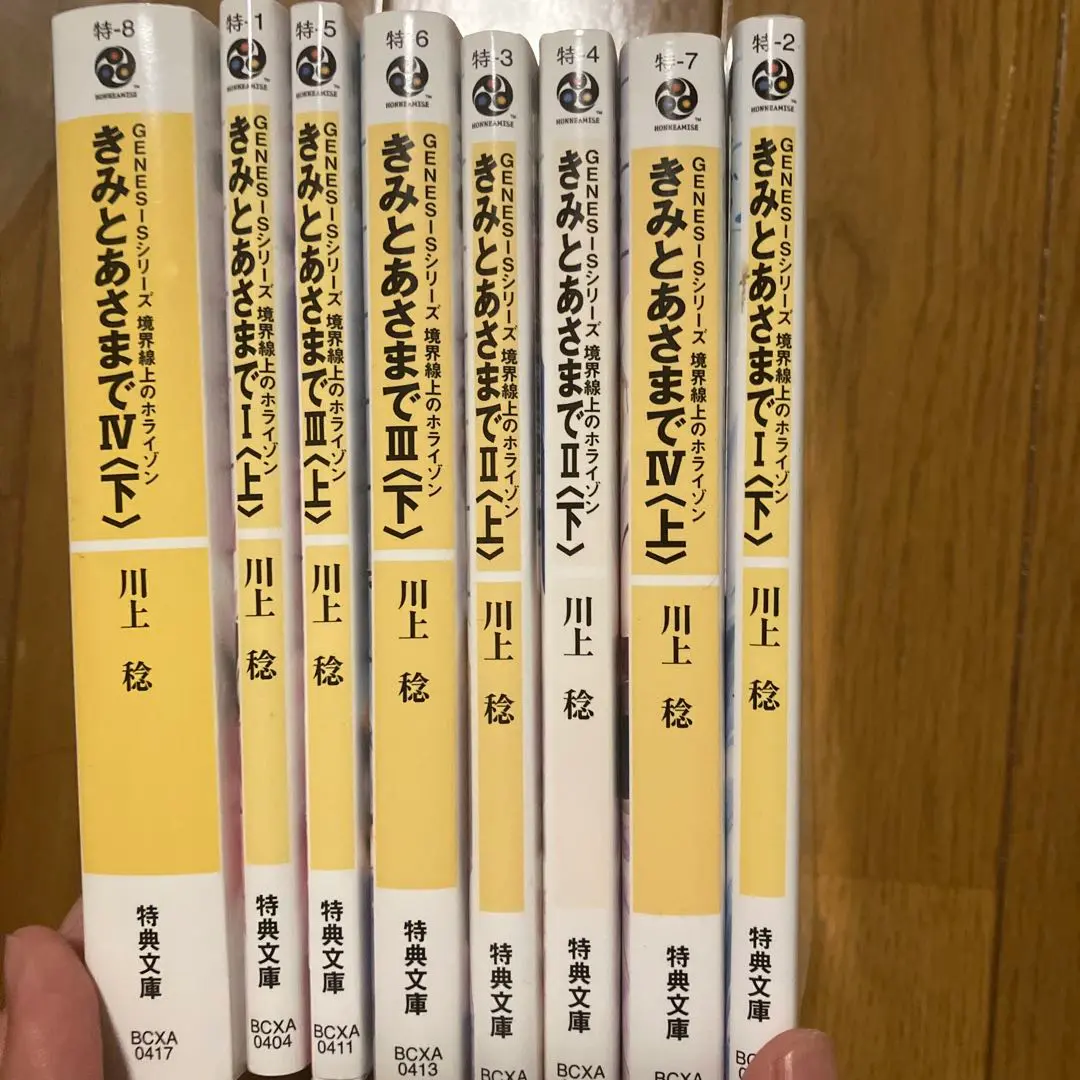 特-8
HONNEAMISE
TM
GENESISシリーズ 境界線上のホライゾン
きみとあさまでⅣ〈下〉
川上 稔
特典文庫
BCXA
0417
特-1
HONNEAMISE
TM
GENESISシリーズ 境界線上のホライゾン
きみとあさまでⅠ〈上〉
川上 稔
特典文庫
BCXA
0404
特-5
HONNEAMISE
TM
GENESISシリーズ 境界線上のホライゾン
きみとあさまでⅢ〈上〉
川上 稔
特典文庫
BCXA
0411
特-6
HONNEAMISE
TM
GENESISシリーズ 境界線上のホライゾン
きみとあさまでⅢ〈下〉
川上 稔
特典文庫
BCXA
0413
特-3
HONNEAMISE
TM
GENESISシリーズ 境界線上のホライゾン
きみとあさまでⅡ〈上〉
川上 稔
特典文庫
BCXA
特-4
HONNEAMISE
TM
GENESISシリーズ 境界線上のホライゾン
きみとあさまでⅡ〈下〉
川上 稔
特典文庫
BCXA
特-7
HONNEAMISE
TM
GENESISシリーズ 境界線上のホライゾン
きみとあさまでⅣ〈上〉
川上 稔
特典文庫
BCXA
特-2
HONNEAMISE
TM
GENESISシリーズ 境界線上のホライゾン
きみとあさまでⅠ〈下〉
川上 稔
特典文庫